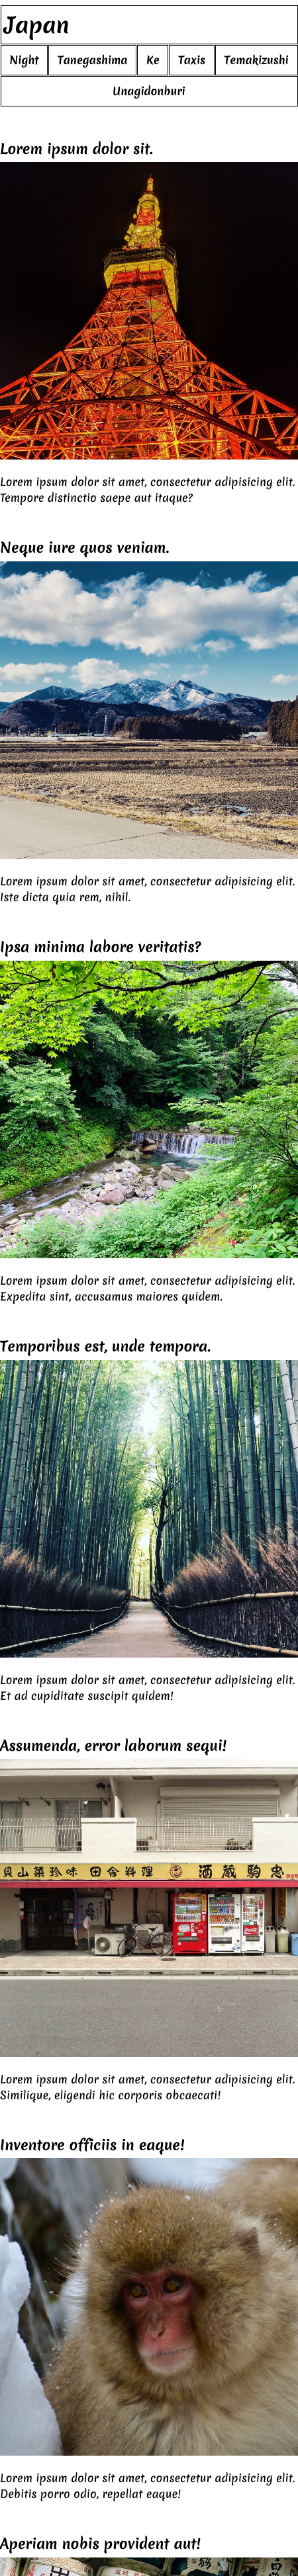 Japan
Night Tanegashima Ke Taxis Temakizushi
Unagidonburi
Lorem ipsum dolor sit.
Lorem ipsum dolor sit amet, consectetur adipisicing elit.
Tempore distinctio saepe aut itaque?
Neque iure quos veniam.
Lorem ipsum dolor sit amet, consectetur adipisicing elit.
Iste dicta quia rem, nihil.
Ipsa minima labore veritatis?
Lorem ipsum dolor sit amet, consectetur adipisicing elit.
Expedita sint, accusamus maiores quidem.
Temporibus est, unde tempora.
Lorem ipsum dolor sit amet, consectetur adipisicing elit.
Et ad cupiditate suscipit quidem!
Assumenda, error laborum sequi!
貝山菜珍味 田舎料理 酒蔵駒忠
Lorem ipsum dolor sit amet, consectetur adipisicing elit.
Similique, eligendi hic corporis obcaecati!
Inventore officiis in eaque!
Lorem ipsum dolor sit amet, consectetur adipisicing elit.
Debitis porro odio, repellat eaque!
Aperiam nobis provident aut!